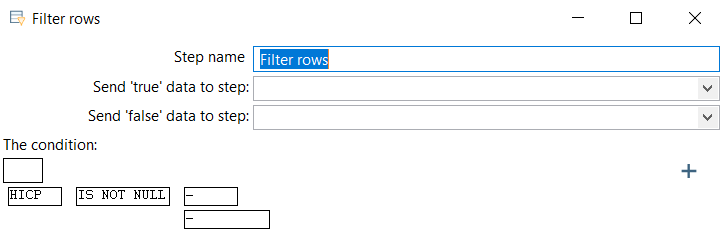 Filter rows
Step name Filter rows
Send 'true' data to step:
Send 'false' data to step:
The condition:
HICP IS NOT NULL -
-